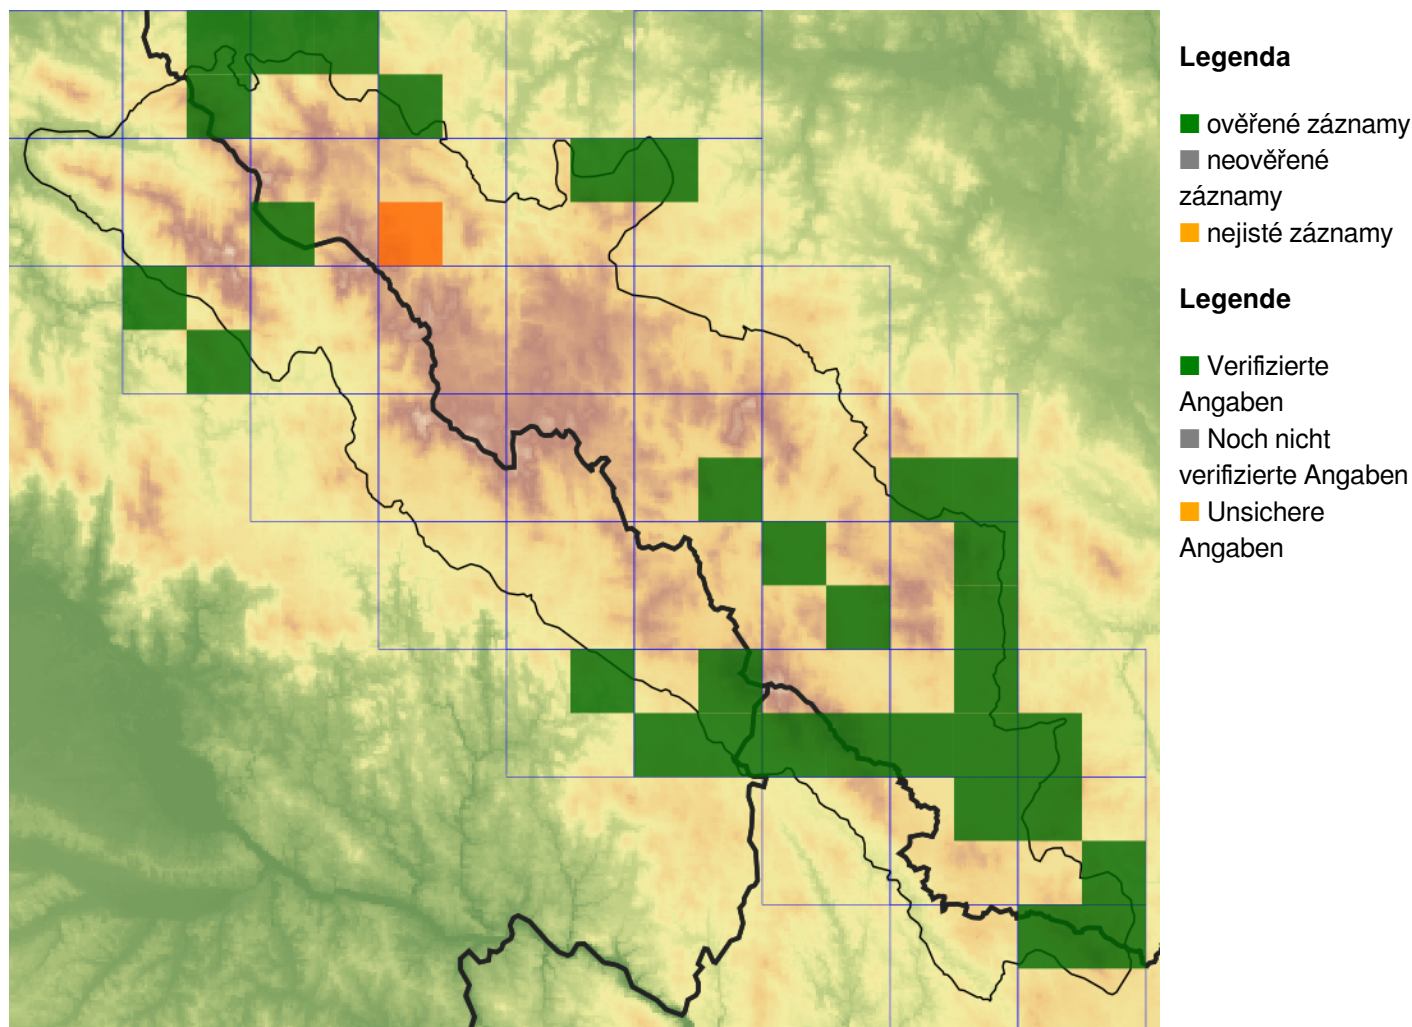 Legenda
ověřené záznamy
neověřené
záznamy
nejisté záznamy
Legende
Verifizierte
Angaben
Noch nicht
verifizierte Angaben
Unsichere
Angaben